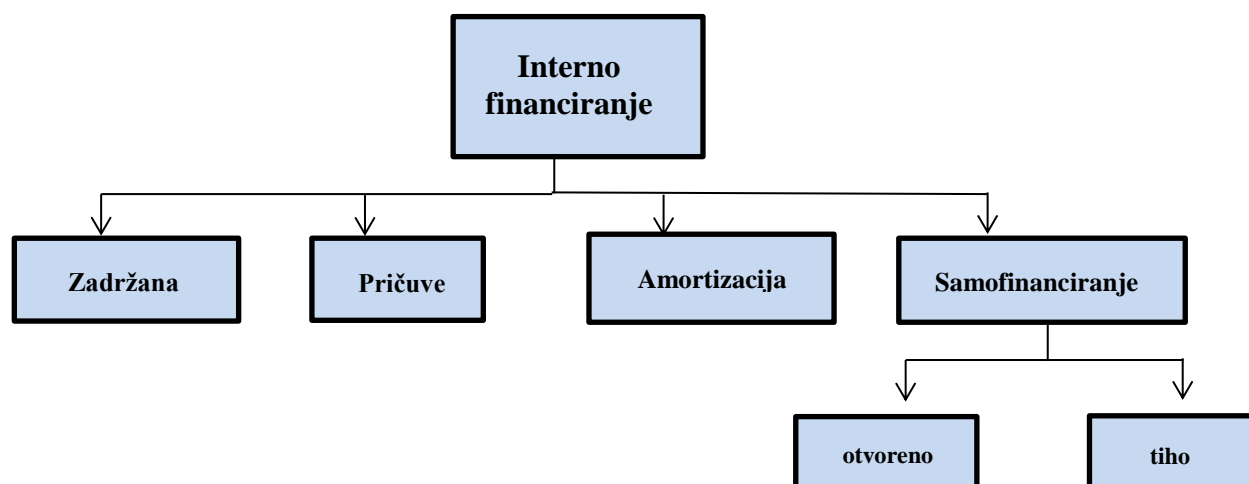 Interno
financiranje
Zadržana
Pričuve
Amortizacija
Samofinanciranje
otvoreno
tiho